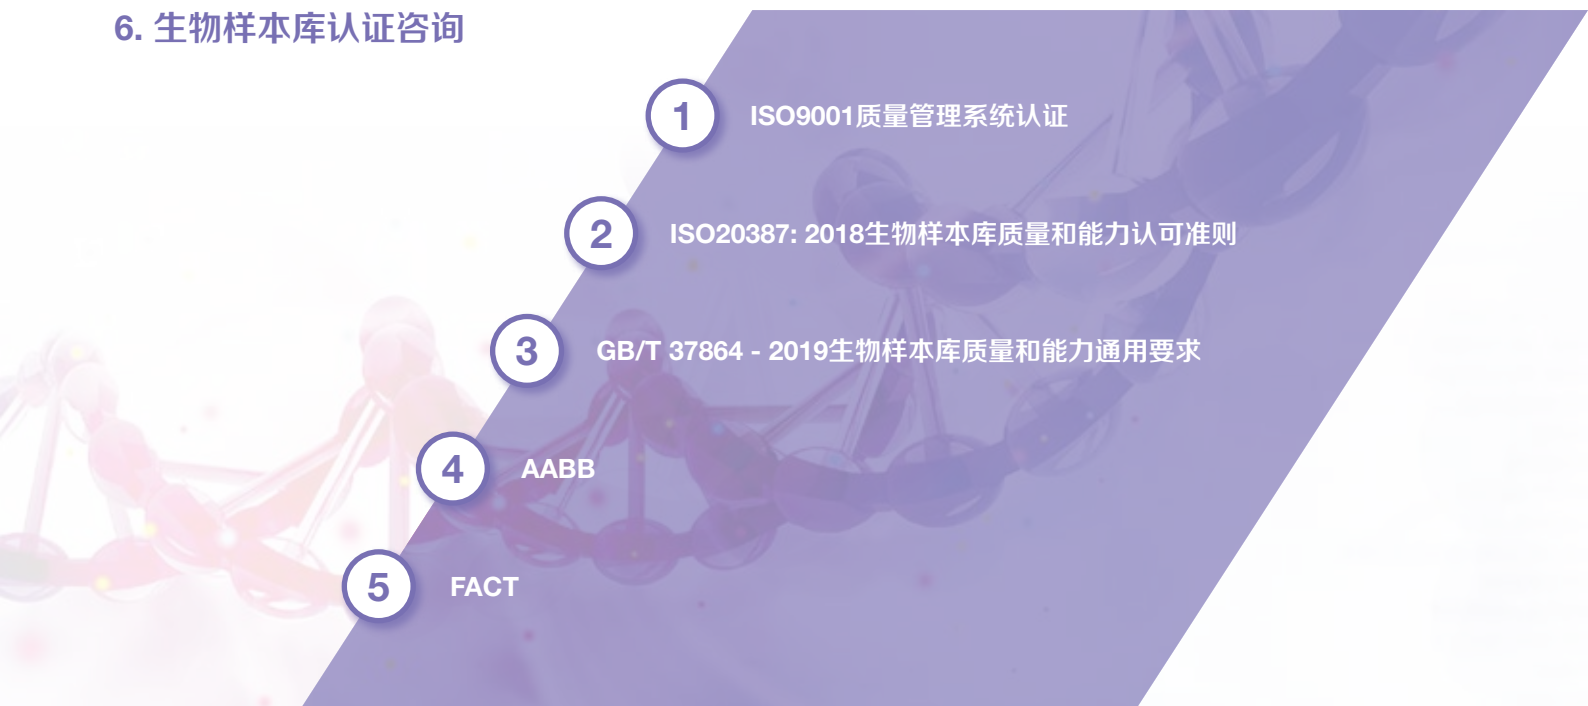 6. 生物样本库认证咨询
1
ISO9001质量管理系统认证
2
ISO20387: 2018生物样本库质量和能力认可准则
3
GB/T 37864 - 2019生物样本库质量和能力通用要求
4
AABB
5
FACT